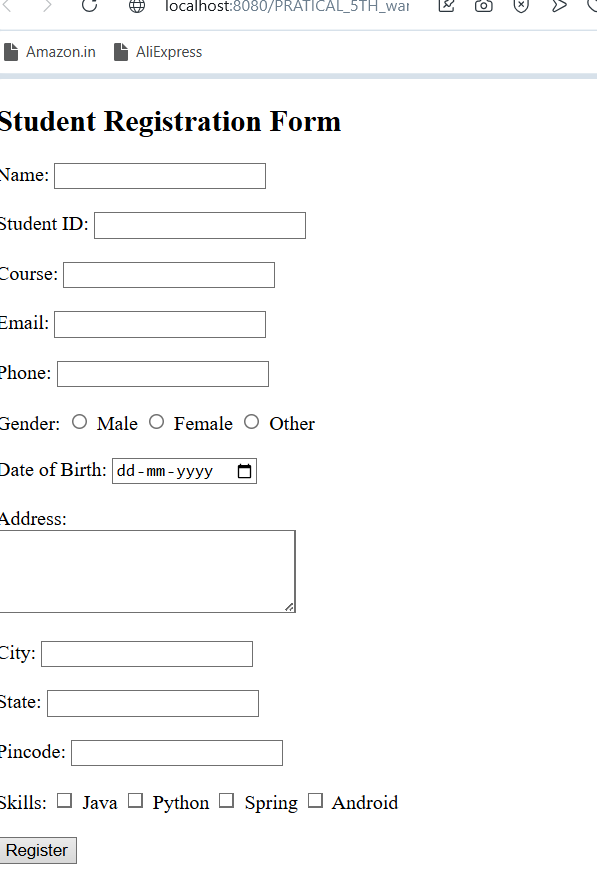 localhost:8080/PRATICAL_5TH_war
Amazon.in AliExpress
Student Registration Form
Name:
Student ID:
Course:
Email:
Phone:
Gender: Male Female Other
Date of Birth: dd-mm-yyyy
Address:
City:
State:
Pincode:
Skills: Java Python Spring Android
Register